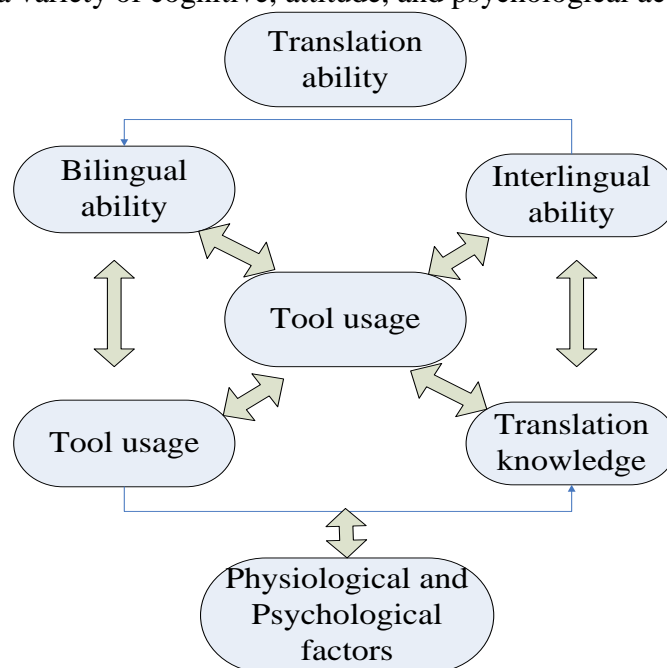 a variety of cognitive, attitude, and psychological ac
Translation
ability
Bilingual
ability
Interlingual
ability
Tool usage
Tool usage
Translation
knowledge
Physiological and
Psychological
factors